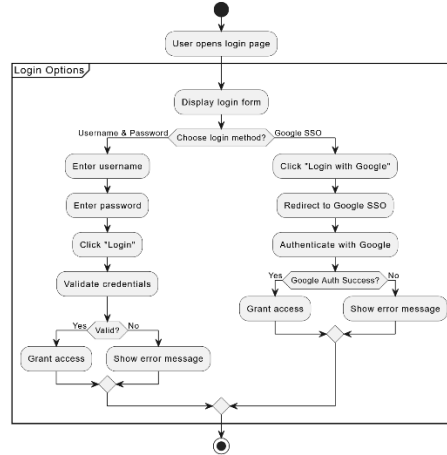 User opens login page
Login Options
Display login form
Username & Password
Choose login method?
Google SSO
Enter username
Enter password
Click "Login"
Validate credentials
Yes
Valid?
No
Grant access
Show error message
Click "Login with Google"
Redirect to Google SSO
Authenticate with Google
Yes
Google Auth Success?
No
Grant access
Show error message